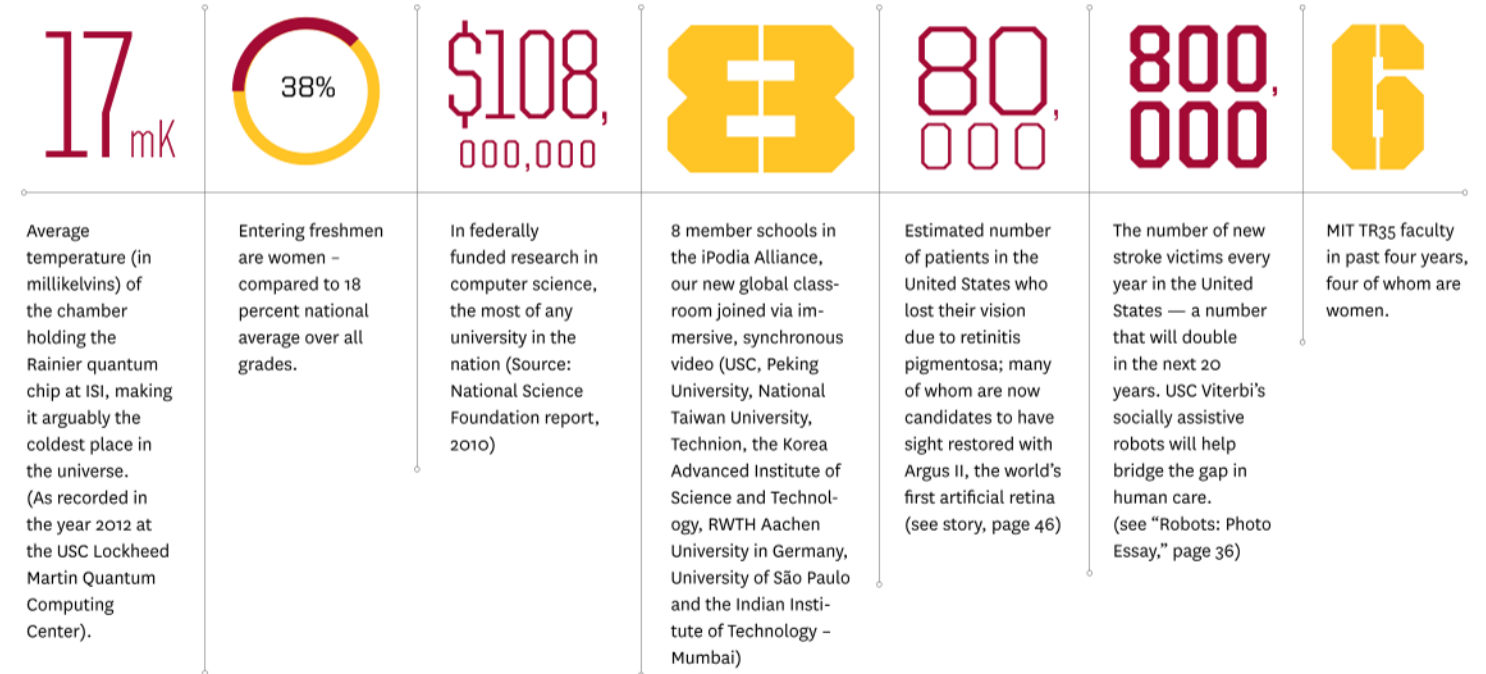 17 mK
Average
temperature (in
millikelvins) of
the chamber
holding the
Rainier quantum
chip at ISI, making
it arguably the
coldest place in
the universe.
(As recorded in
the year 2012 at
the USC Lockheed
Martin Quantum
Computing
Center).
38%
Entering freshmen
are women –
compared to 18
percent national
average over all
grades.
$108,
000,000
In federally
funded research in
computer science,
the most of any
university in the
nation (Source:
National Science
Foundation report,
2010)
8
8 member schools in
the iPodia Alliance,
our new global class-
room joined via im-
mersive, synchronous
video (USC, Peking
University, National
Taiwan University,
Technion, the Korea
Advanced Institute of
Science and Technol-
ogy, RWTH Aachen
University in Germany,
University of São Paulo
and the Indian Insti-
tute of Technology –
Mumbai)
80,
000
Estimated number
of patients in the
United States who
lost their vision
due to retinitis
pigmentosa; many
of whom are now
candidates to have
sight restored with
Argus II, the world’s
first artificial retina
(see story, page 46)
800,
000
The number of new
stroke victims every
year in the United
States — a number
that will double
in the next 20
years. USC Viterbi’s
socially assistive
robots will help
bridge the gap in
human care.
(see “Robots: Photo
Essay,” page 36)
6
MIT TR35 faculty
in past four years,
four of whom are
women.